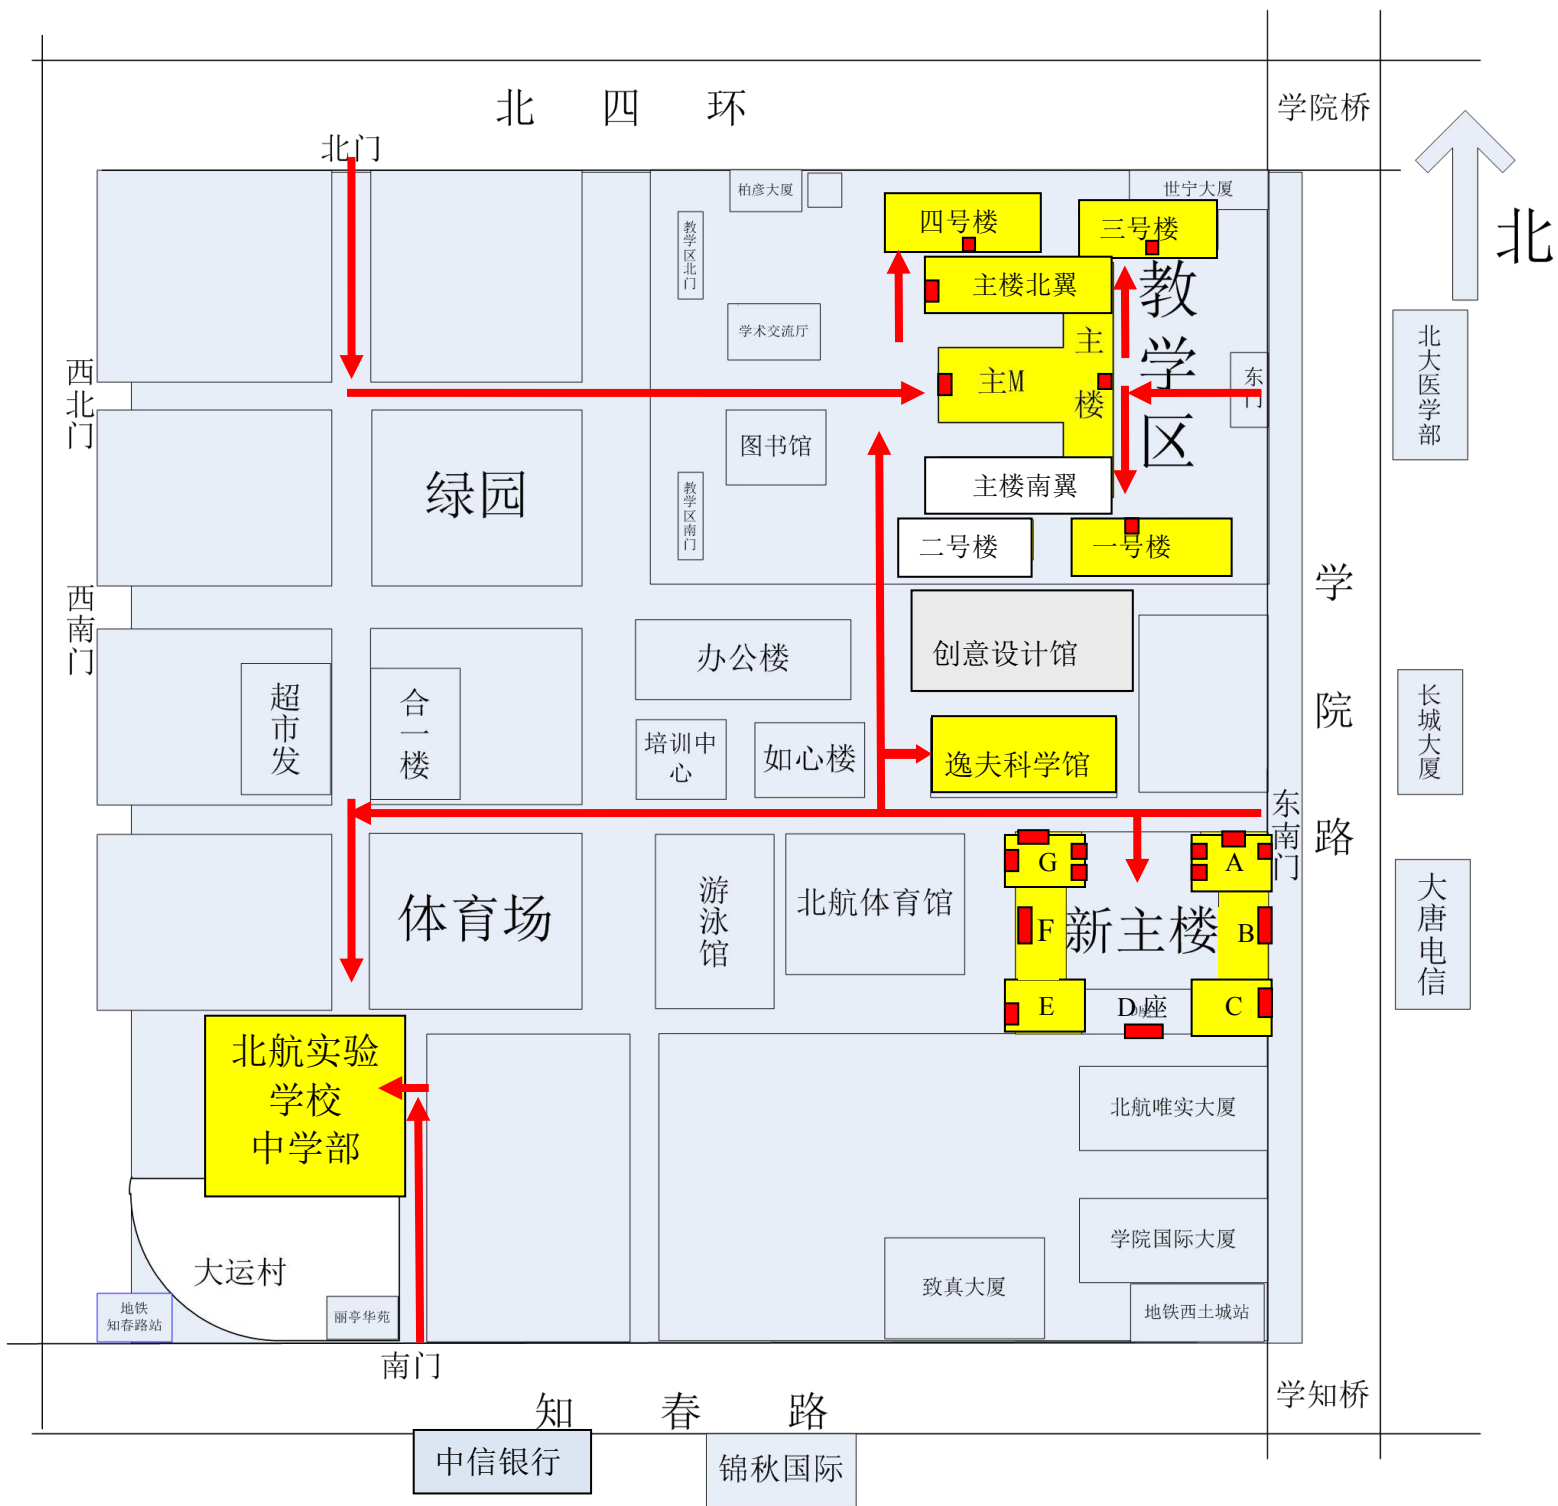 北 四 环
学院桥
北门
北
柏彦大厦
世宁大厦
四号楼
三号楼
教学区北门
主楼北翼
教学区
学术交流厅
主楼
主M
东门
北大医学部
西北门
图书馆
绿园
主楼南翼
教学区南门
二号楼
一号楼
西南门
学院路
办公楼
创意设计馆
超市发
合一楼
培训中
心
如心楼
逸夫科学馆
长城大厦
东南门
G
A
体育场
游泳馆
北航体育馆
F
新主楼
B
大唐电信
E
D座
C
北航实验
学校
中学部
北航唯实大厦
学院国际大厦
大运村
致真大厦
地铁
知春路站
丽亭华苑
地铁西土城站
南门
学知桥
知 春 路
中信银行
锦秋国际